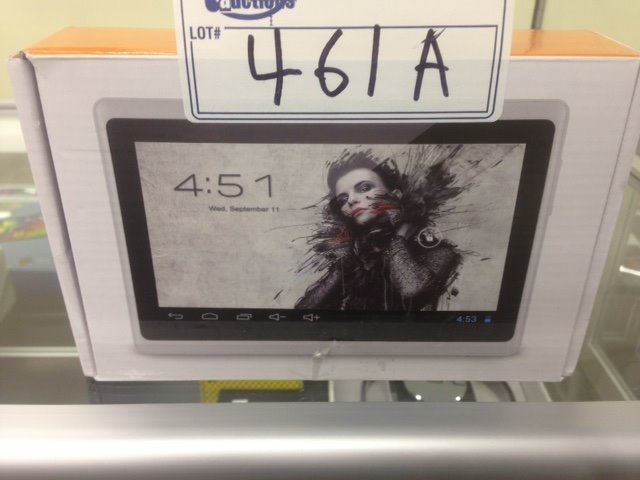 auctions
LOT#
461A
4:51
Wed, September 11
4:53